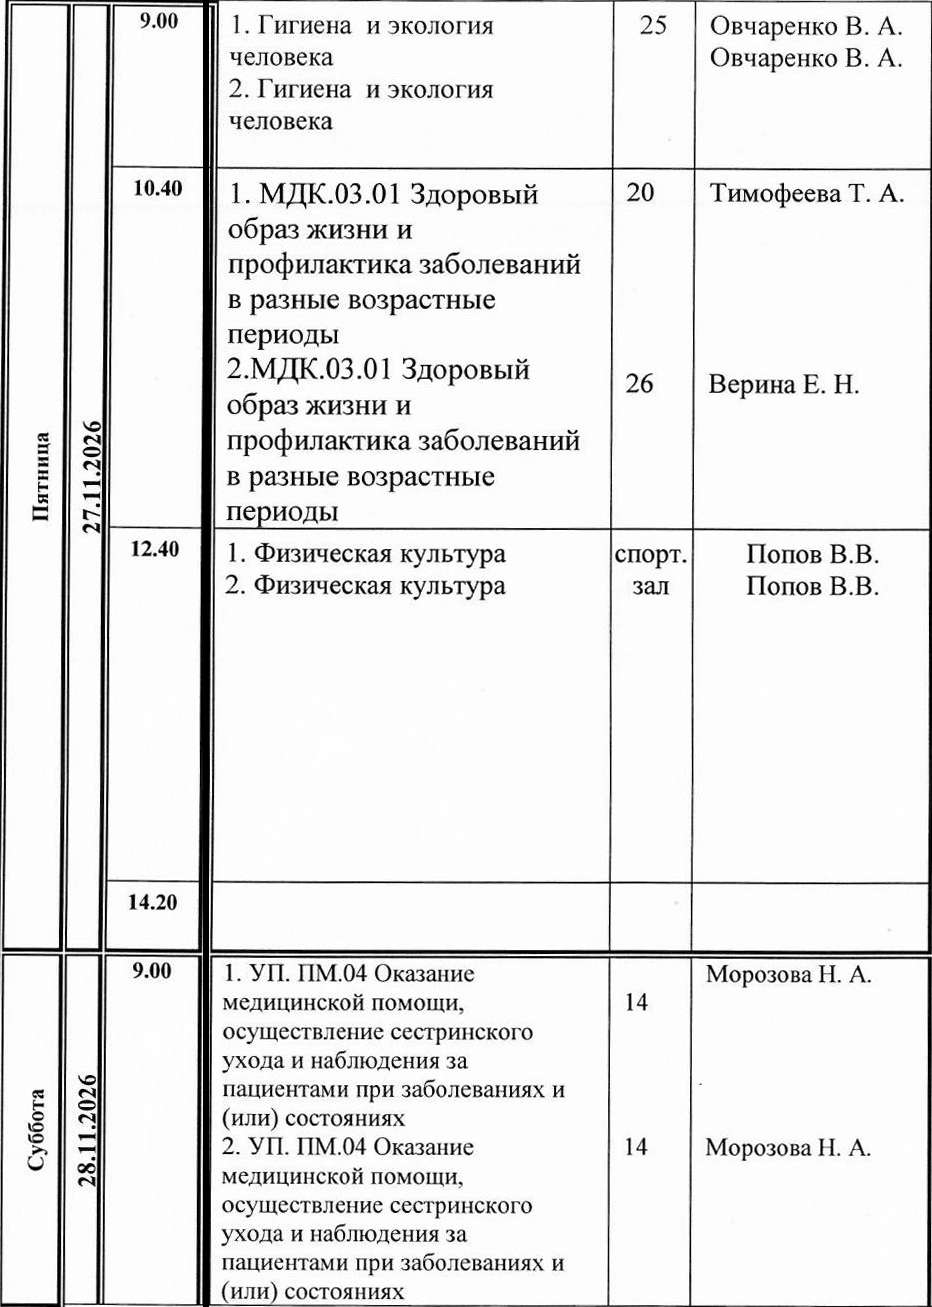 Пятница
27.11.2026
9.00
1. Гигиена и экология
человека
2. Гигиена и экология
человека
25
Овчаренко В. А.
Овчаренко В. А.
10.40
1. МДК.03.01 Здоровый
образ жизни и
профилактика заболеваний
в разные возрастные
периоды
2.МДК.03.01 Здоровый
образ жизни и
профилактика заболеваний
в разные возрастные
периоды
20
26
Тимофеева Т. А.
Верина Е. Н.
12.40
1. Физическая культура
2. Физическая культура
спорт.
зал
Попов В.В.
Попов В.В.
14.20
Суббота
28.11.2026
9.00
1. УП. ПМ.04 Оказание
медицинской помощи,
осуществление сестринского
ухода и наблюдения за
пациентами при заболеваниях и
(или) состояниях
2. УП. ПМ.04 Оказание
медицинской помощи,
осуществление сестринского
ухода и наблюдения за
пациентами при заболеваниях и
(или) состояниях
14
14
Морозова Н. А.
Морозова Н. А.